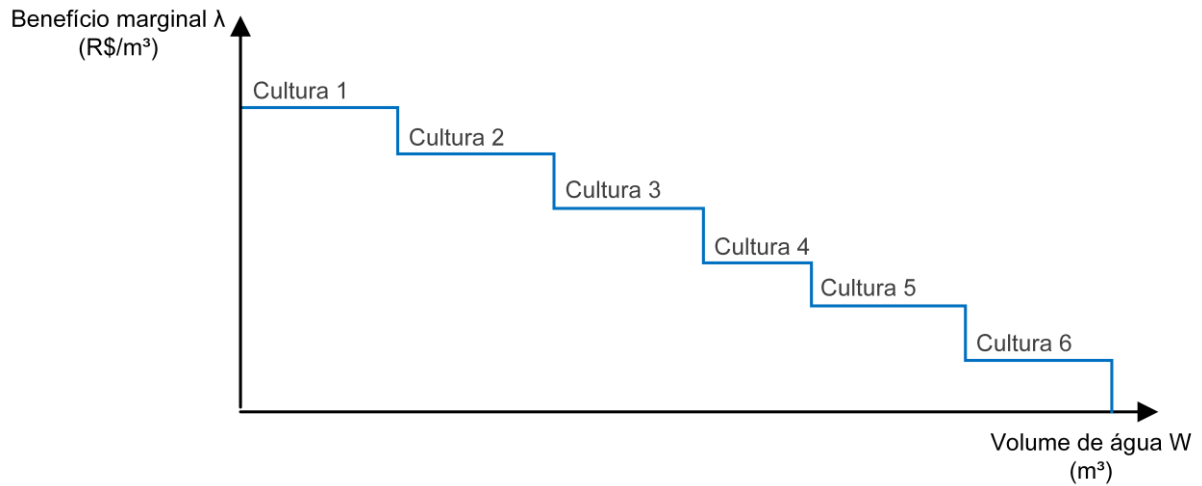 Benefício marginal λ
(R$/m³)
Cultura 1
Cultura 2
Cultura 3
Cultura 4
Cultura 5
Cultura 6
Volume de água W
(m³)